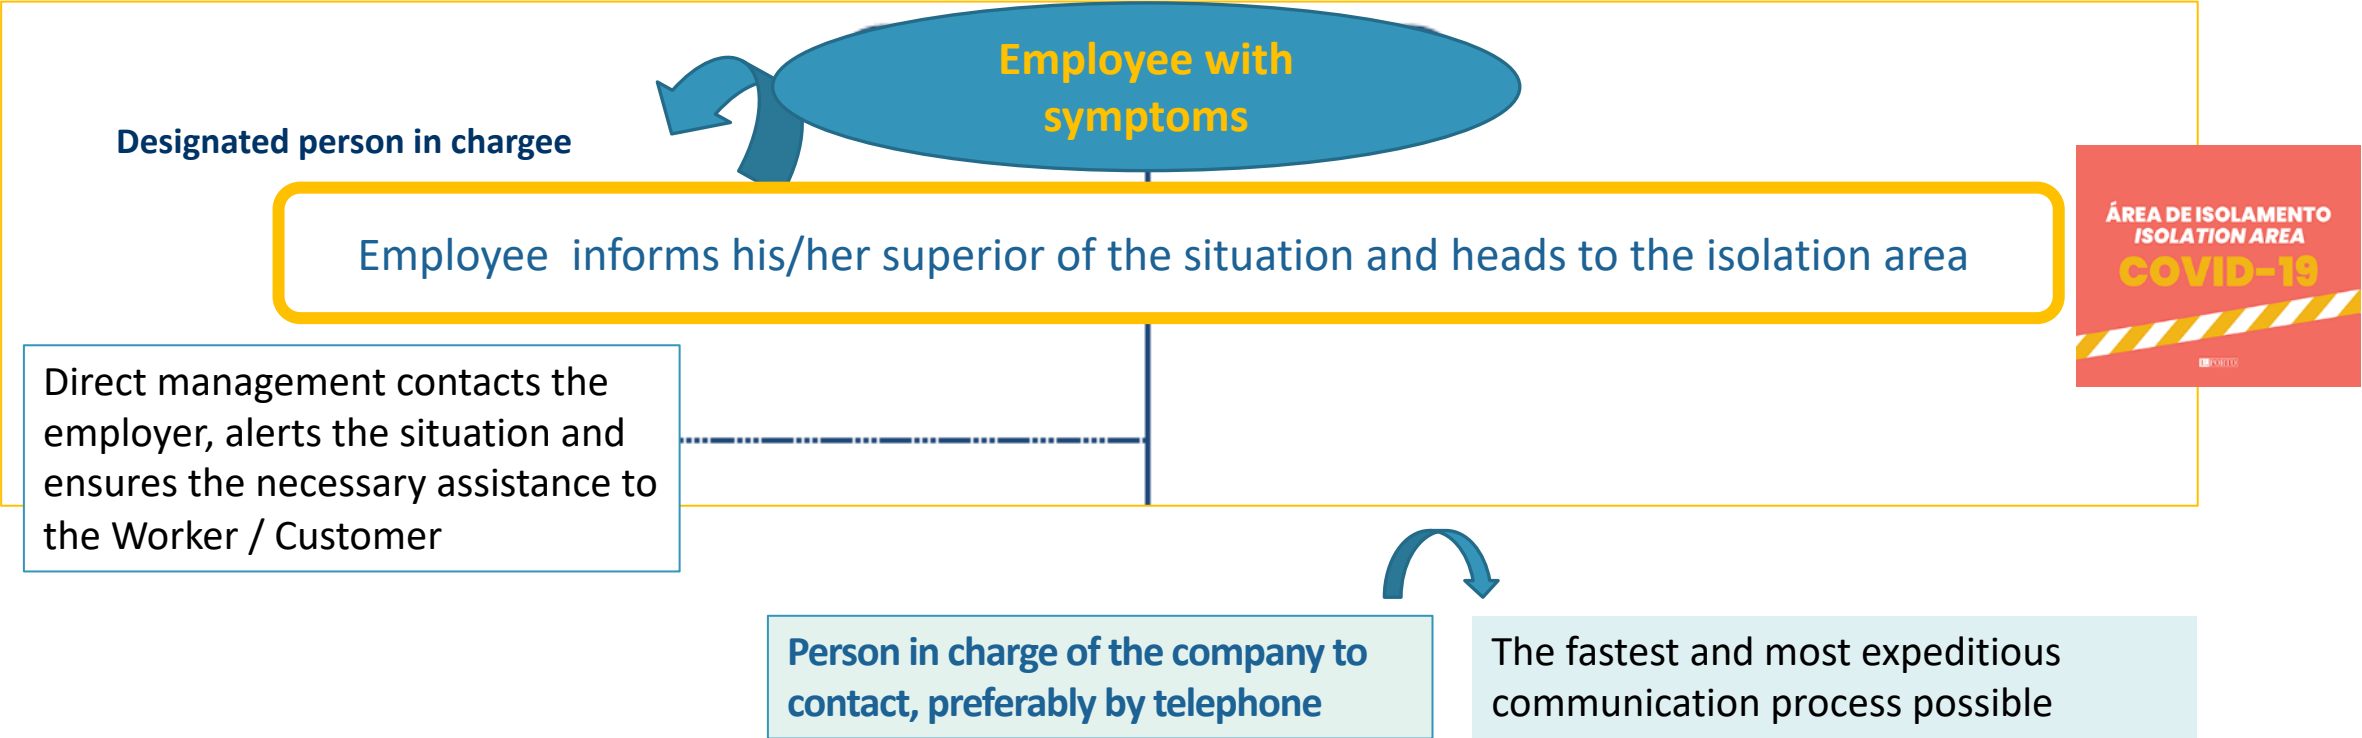 Employee with
symptoms
Designated person in chargee
Employee informs his/her superior of the situation and heads to the isolation area
ÁREA DE ISOLAMENTO
ISOLATION AREA
COVID-19
U.PORTO
Direct management contacts the
employer, alerts the situation and
ensures the necessary assistance to
the Worker / Customer
Person in charge of the company to
contact, preferably by telephone
The fastest and most expeditious
communication process possible